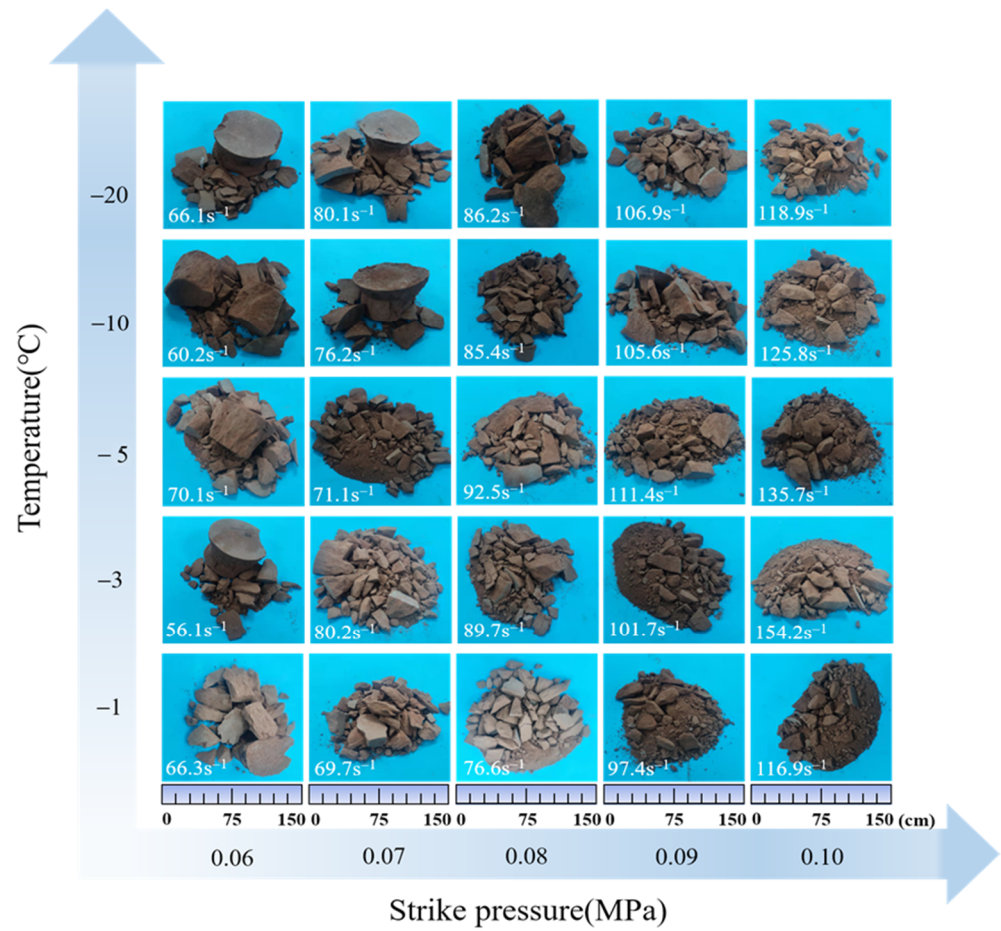 Temperature(°C)
−20
66.1s⁻¹ 80.1s⁻¹ 86.2s⁻¹ 106.9s⁻¹ 118.9s⁻¹
−10
60.2s⁻¹ 76.2s⁻¹ 85.4s⁻¹ 105.6s⁻¹ 125.8s⁻¹
− 5
70.1s⁻¹ 71.1s⁻¹ 92.5s⁻¹ 111.4s⁻¹ 135.7s⁻¹
−3
56.1s⁻¹ 80.2s⁻¹ 89.7s⁻¹ 101.7s⁻¹ 154.2s⁻¹
−1
66.3s⁻¹ 69.7s⁻¹ 76.6s⁻¹ 97.4s⁻¹ 116.9s⁻¹
0 75 150 0 75 150 0 75 150 0 75 150 0 75 150 (cm)
0.06 0.07 0.08 0.09 0.10
Strike pressure(MPa)